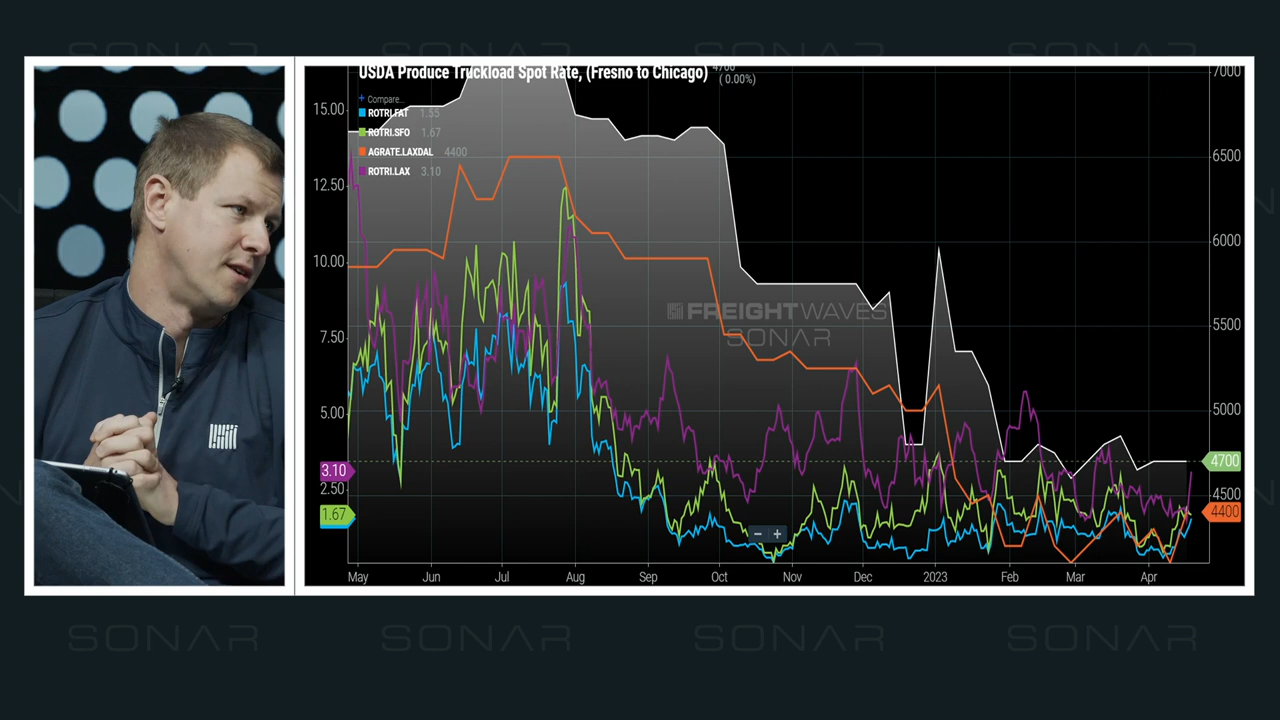 SONAR SONAR SONAR SONAR
USDA Produce Truckload Spot Rate, (Fresno to Chicago) 4700
( 0.00%)
+ Compare...
ROTRI.FAT 1.55
ROTRI.SFO 1.67
AGRATE.LAXDAL 4400
ROTRI.LAX 3.10
15.00
12.50
10.00
7.50
5.00
3.10
2.50
1.67
7000
6500
6000
5500
5000
4700
4500
4400
FREIGHTWAVES
SONAR
− +
May Jun Jul Aug Sep Oct Nov Dec 2023 Feb Mar Apr
SONAR SONAR SONAR SONAR